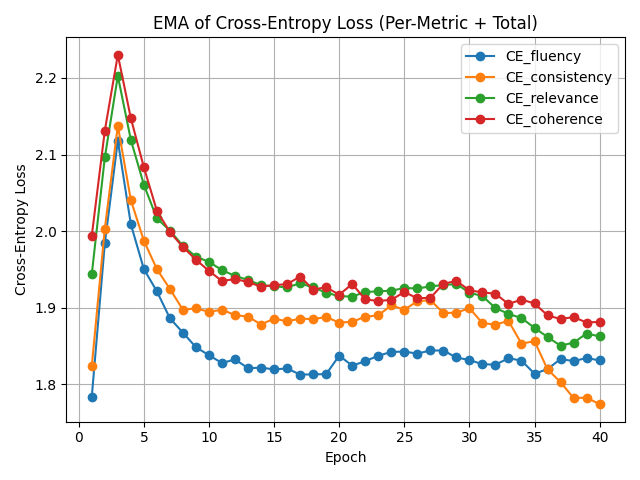 EMA of Cross-Entropy Loss (Per-Metric + Total)
CE_fluency
CE_consistency
CE_relevance
CE_coherence
Cross-Entropy Loss
2.2
2.1
2.0
1.9
1.8
0 5 10 15 20 25 30 35 40
Epoch